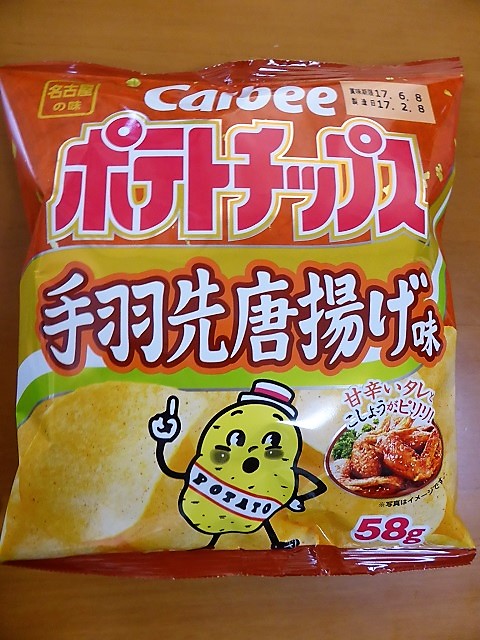 名古屋
の味
Calbee
賞味期限17.6.8
製造日17.2.8
ポテトチップス
手羽先唐揚げ味
甘辛いタレと
こしょうがピリリ!
POTATO
※写真はイメージです。
58g